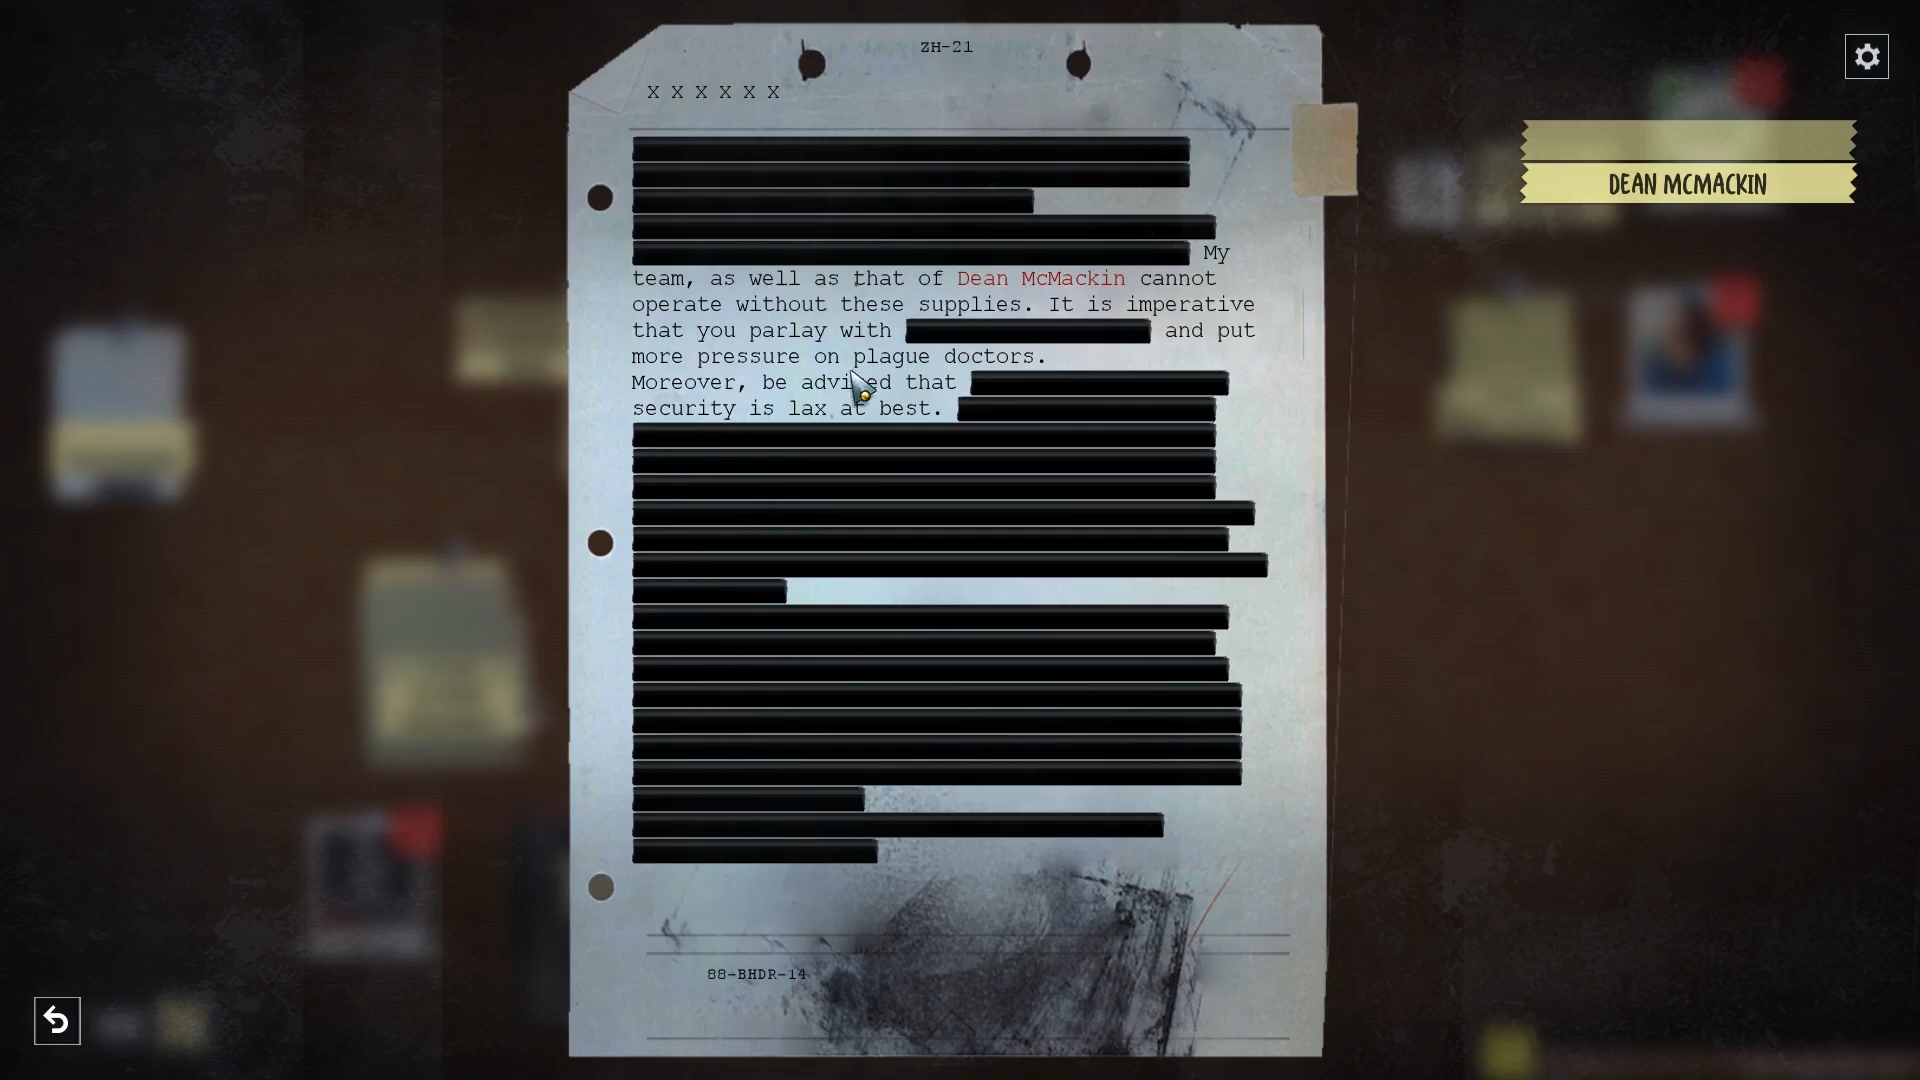 ZH-21
X X X X X X
DEAN MCMACKIN
My
team, as well as that of Dean McMackin cannot
operate without these supplies. It is imperative
that you parlay with and put
more pressure on plague doctors.
Moreover, be advised that
security is lax at best.
88-BHDR-14